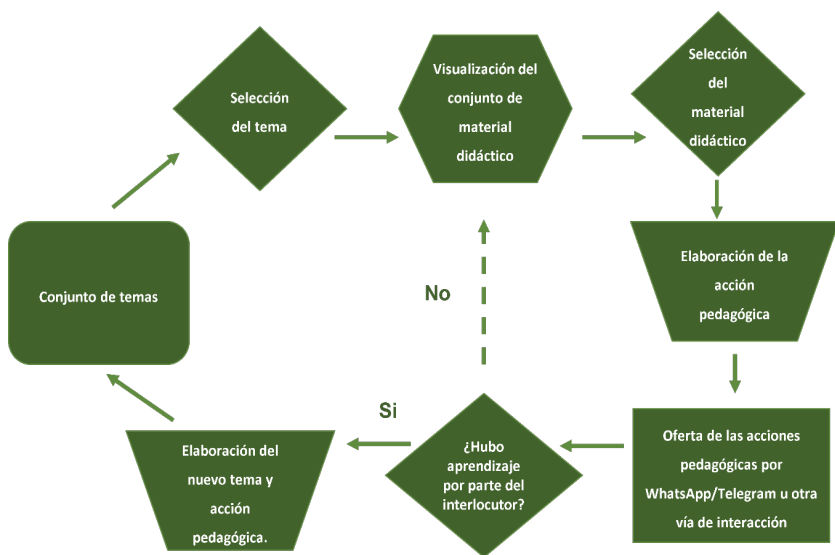 Selección
del tema
Visualización del
conjunto de
material
didáctico
Selección
del
material
didáctico
Elaboración de la
acción
pedagógica
Oferta de las acciones
pedagógicas por
WhatsApp/Telegram u otra
vía de interacción
¿Hubo
aprendizaje
por parte del
interlocutor?
No
Si
Elaboración del
nuevo tema y
acción
pedagógica.
Conjunto de temas